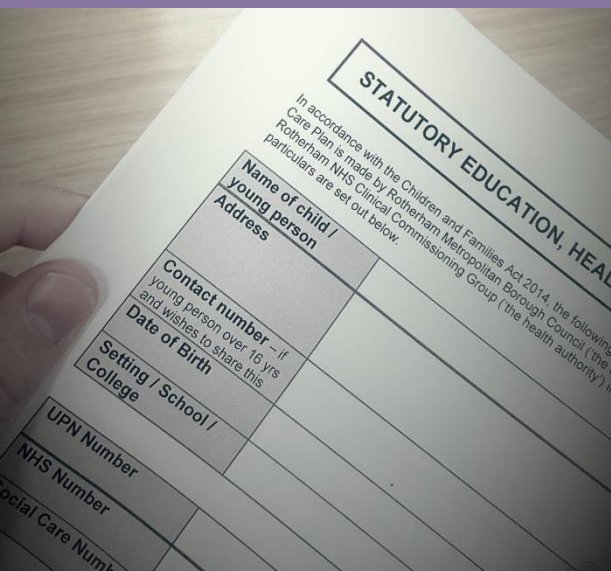 STATUTORY EDUCATION, HEAL
In accordance with the Children and Families Act 2014, the following
Care Plan is made by Rotherham Metropolitan Borough Council ('the
Rotherham NHS Clinical Commissioning Group ('the health authority')
particulars are set out below.
Name of child /
young person
Address
Contact number – if
young person over 16 yrs
and wishes to share this
Date of Birth
Setting / School /
College
UPN Number
NHS Number
ocial Care Numb